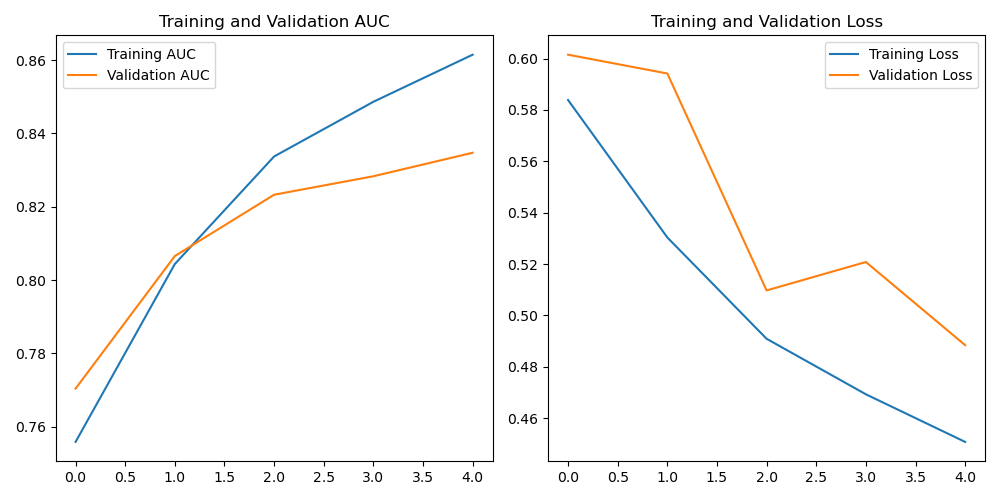 Training and Validation AUC
Training AUC
Validation AUC
0.86
0.84
0.82
0.80
0.78
0.76
0.0 0.5 1.0 1.5 2.0 2.5 3.0 3.5 4.0
Training and Validation Loss
Training Loss
Validation Loss
0.60
0.58
0.56
0.54
0.52
0.50
0.48
0.46
0.0 0.5 1.0 1.5 2.0 2.5 3.0 3.5 4.0